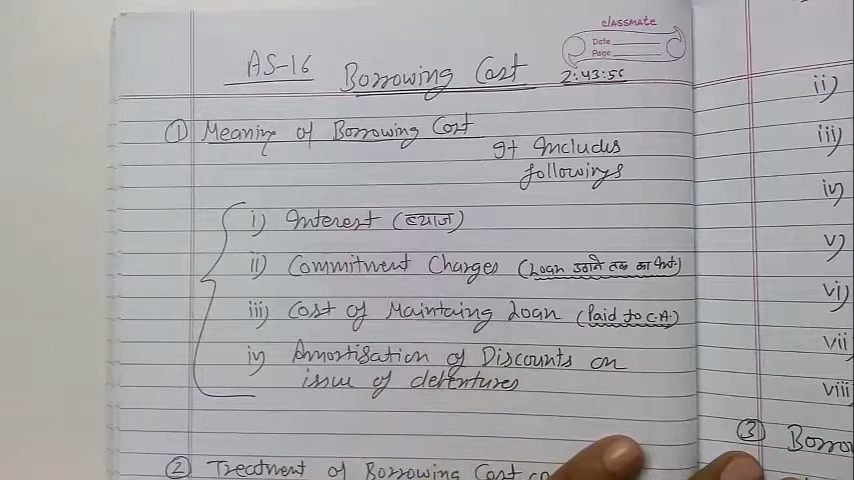 classmate
Date
Page
2:43:56
AS-16 Borrowing Cost
① Meaning of Borrowing Cost
It Includes
followings
i) Interest (ब्याज)
ii) Commitment Charges (Loan उठाने तक का Int.)
iii) Cost of Maintaing Loan (Paid to C.A.)
iv) Amortisation of Discounts on
issue of debentures
② Treatment of Borrowing Cost
ii)
iii)
iv)
v)
vi)
vii
viii
③ Borro